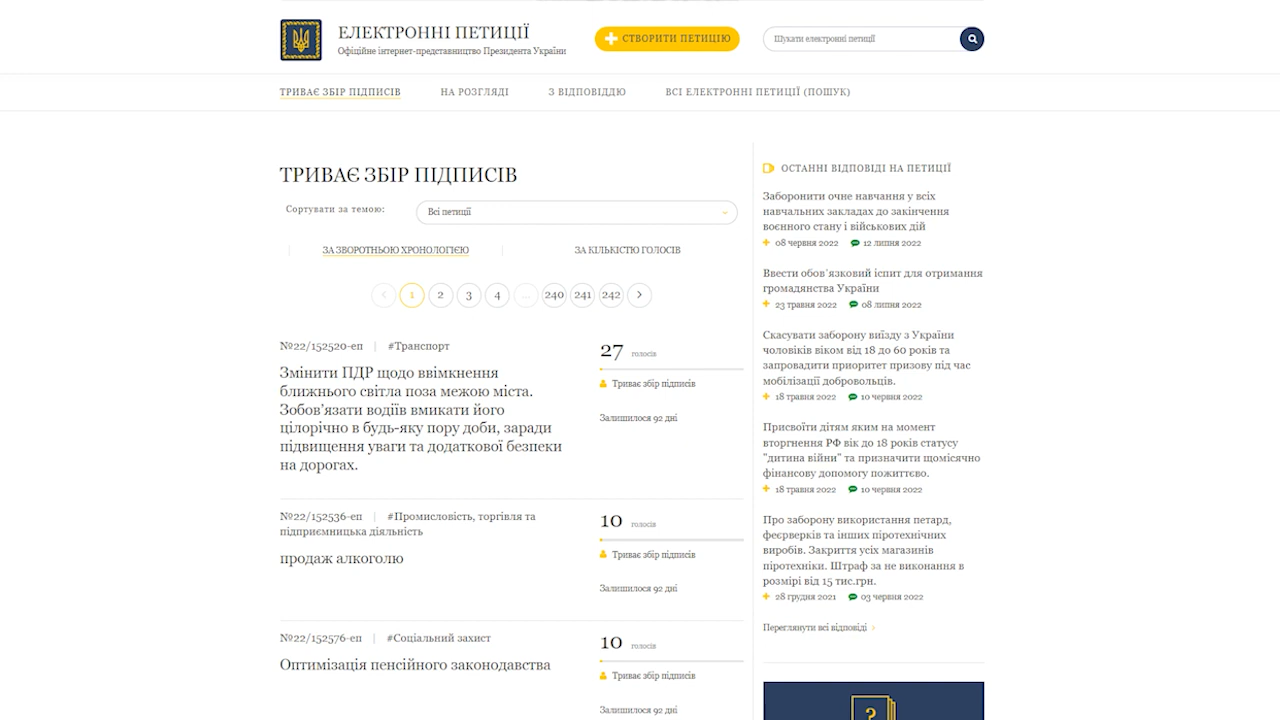 ЕЛЕКТРОННІ ПЕТИЦІЇ
Офіційне інтернет-представництво Президента України
СТВОРИТИ ПЕТИЦІЮ
Шукати електронні петиції
ТРИВАЄ ЗБІР ПІДПИСІВ
НА РОЗГЛЯДІ
З ВІДПОВІДДЮ
ВСІ ЕЛЕКТРОННІ ПЕТИЦІЇ (ПОШУК)
ТРИВАЄ ЗБІР ПІДПИСІВ
Сортувати за темою:
Всі петиції
ЗА ЗВОРОТНЬОЮ ХРОНОЛОГІЄЮ
ЗА КІЛЬКІСТЮ ГОЛОСІВ
1 2 3 4 ... 240 241 242
№22/152520-еп | #Транспорт
Змінити ПДР щодо ввімкнення
ближнього світла поза межою міста.
Зобов'язати водіїв вмикати його
цілорічно в будь-яку пору доби, заради
підвищення уваги та додаткової безпеки
на дорогах.
27 голосів
Триває збір підписів
Залишилося 92 дні
№22/152536-еп | #Промисловість, торгівля та
підприємницька діяльність
продаж алкоголю
10 голосів
Триває збір підписів
Залишилося 92 дні
№22/152576-еп | #Соціальний захист
Оптимізація пенсійного законодавства
10 голосів
Триває збір підписів
Залишилося 92 дні
ОСТАННІ ВІДПОВІДІ НА ПЕТИЦІЇ
Заборонити очне навчання у всіх
навчальних закладах до закінчення
воєнного стану і військових дій
08 червня 2022 12 липня 2022
Ввести обов'язковий іспит для отримання
громадянства України
23 травня 2022 08 липня 2022
Скасувати заборону виїзду з України
чоловіків віком від 18 до 60 років та
запровадити приоритет призову під час
мобілізації добровольців.
18 травня 2022 10 червня 2022
Присвоїти дітям яким на момент
вторгнення РФ вік до 18 років статусу
"дитина війни" та призначити щомісячно
фінансову допомогу пожиттєво.
18 травня 2022 10 червня 2022
Про заборону використання петард,
феєрверків та інших піротехнічних
виробів. Закриття усіх магазинів
піротехніки. Штраф за не виконання в
розмірі від 15 тис.грн.
28 грудня 2021 03 червня 2022
Переглянути всі відповіді
?